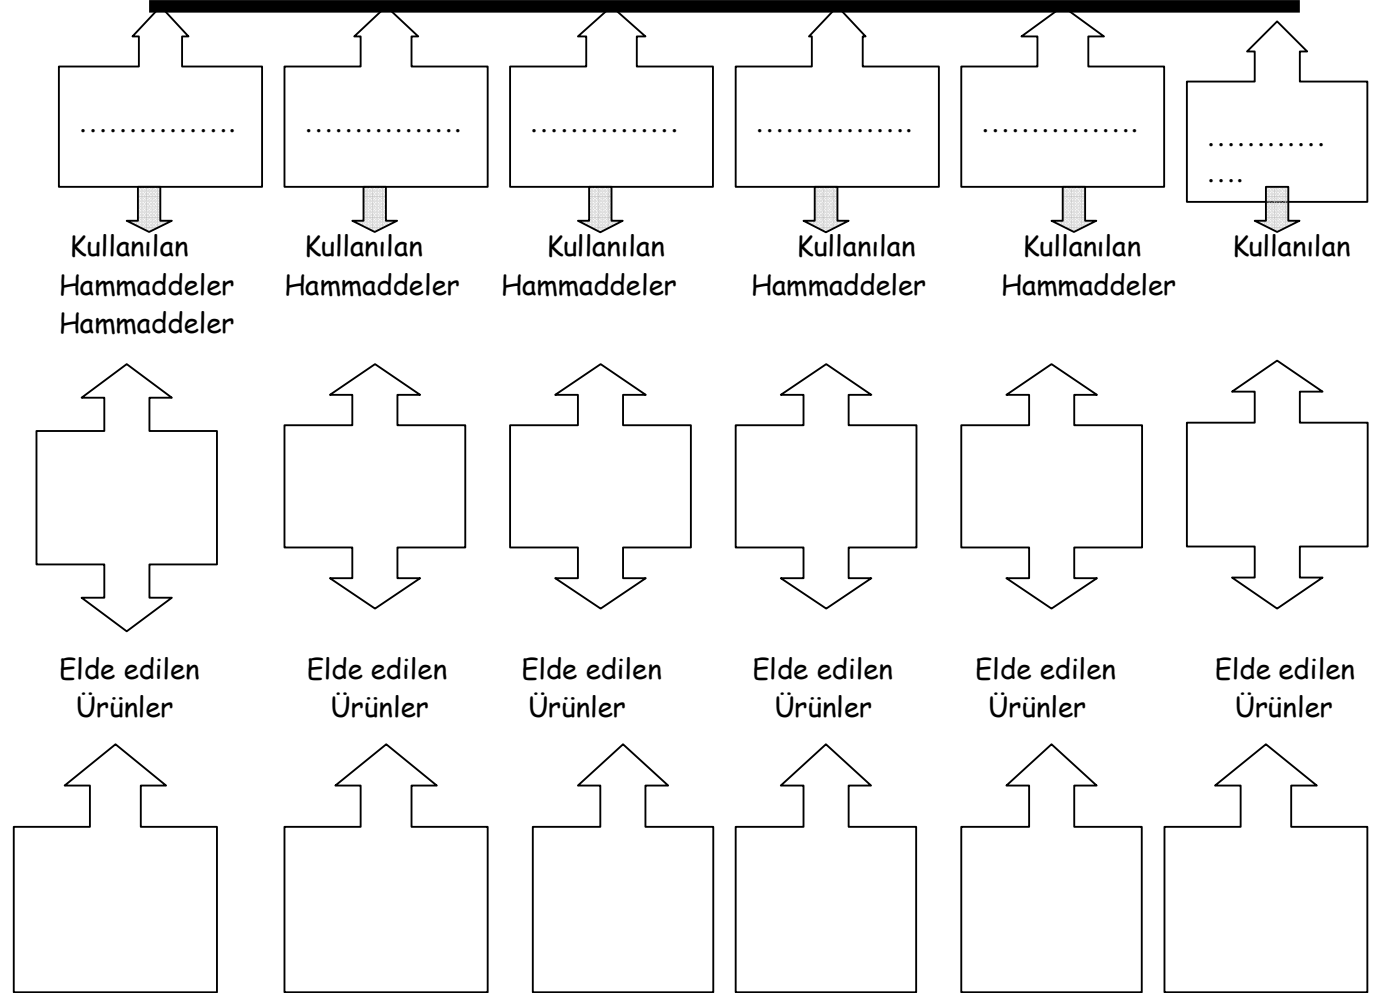 ................ ................ ............... ................ ................ ............
....
Kullanılan Kullanılan Kullanılan Kullanılan Kullanılan Kullanılan
Hammaddeler Hammaddeler Hammaddeler Hammaddeler Hammaddeler
Hammaddeler
Elde edilen Elde edilen Elde edilen Elde edilen Elde edilen Elde edilen
Ürünler Ürünler Ürünler Ürünler Ürünler Ürünler